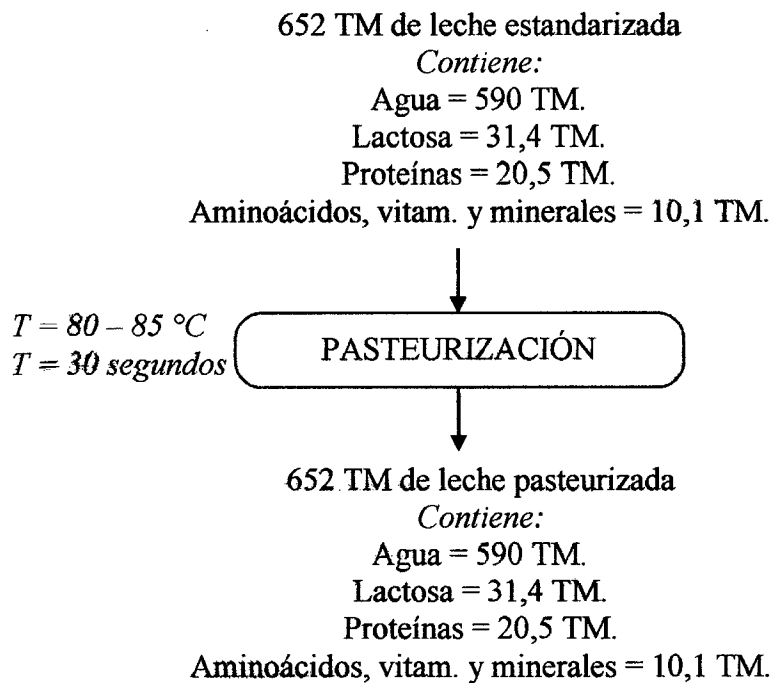 652 TM de leche estandarizada
Contiene:
Agua = 590 TM.
Lactosa = 31,4 TM.
Proteínas = 20,5 TM.
Aminoácidos, vitam. y minerales = 10,1 TM.
T = 80 – 85 °C
T = 30 segundos
PASTEURIZACIÓN
652 TM de leche pasteurizada
Contiene:
Agua = 590 TM.
Lactosa = 31,4 TM.
Proteínas = 20,5 TM.
Aminoácidos, vitam. y minerales = 10,1 TM.